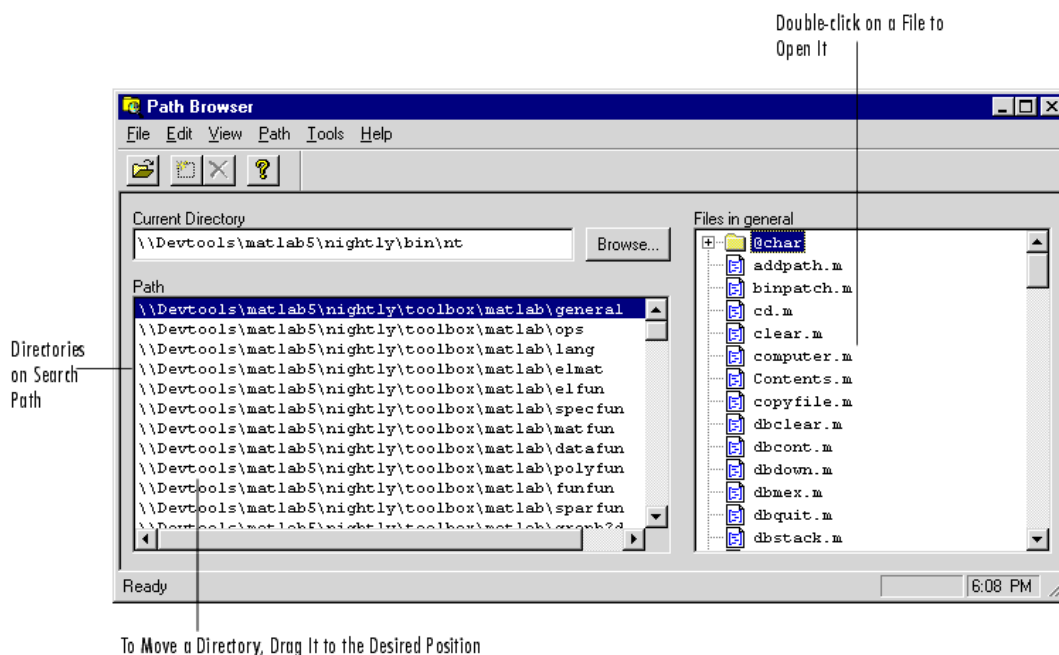 Double-click on a File to
Open It
Path Browser
File Edit View Path Tools Help
Current Directory
\\Devtools\matlab5\nightly\bin\nt
Browse...
Path
\\Devtools\matlab5\nightly\toolbox\matlab\general
\\Devtools\matlab5\nightly\toolbox\matlab\ops
\\Devtools\matlab5\nightly\toolbox\matlab\lang
\\Devtools\matlab5\nightly\toolbox\matlab\elmat
\\Devtools\matlab5\nightly\toolbox\matlab\elfun
\\Devtools\matlab5\nightly\toolbox\matlab\specfun
\\Devtools\matlab5\nightly\toolbox\matlab\matfun
\\Devtools\matlab5\nightly\toolbox\matlab\datafun
\\Devtools\matlab5\nightly\toolbox\matlab\polyfun
\\Devtools\matlab5\nightly\toolbox\matlab\funfun
\\Devtools\matlab5\nightly\toolbox\matlab\sparfun
Files in general
@char
addpath.m
binpatch.m
cd.m
clear.m
computer.m
Contents.m
copyfile.m
dbclear.m
dbcont.m
dbdown.m
dbmex.m
dbquit.m
dbstack.m
Directories
on Search
Path
Ready
6:08 PM
To Move a Directory, Drag It to the Desired Position